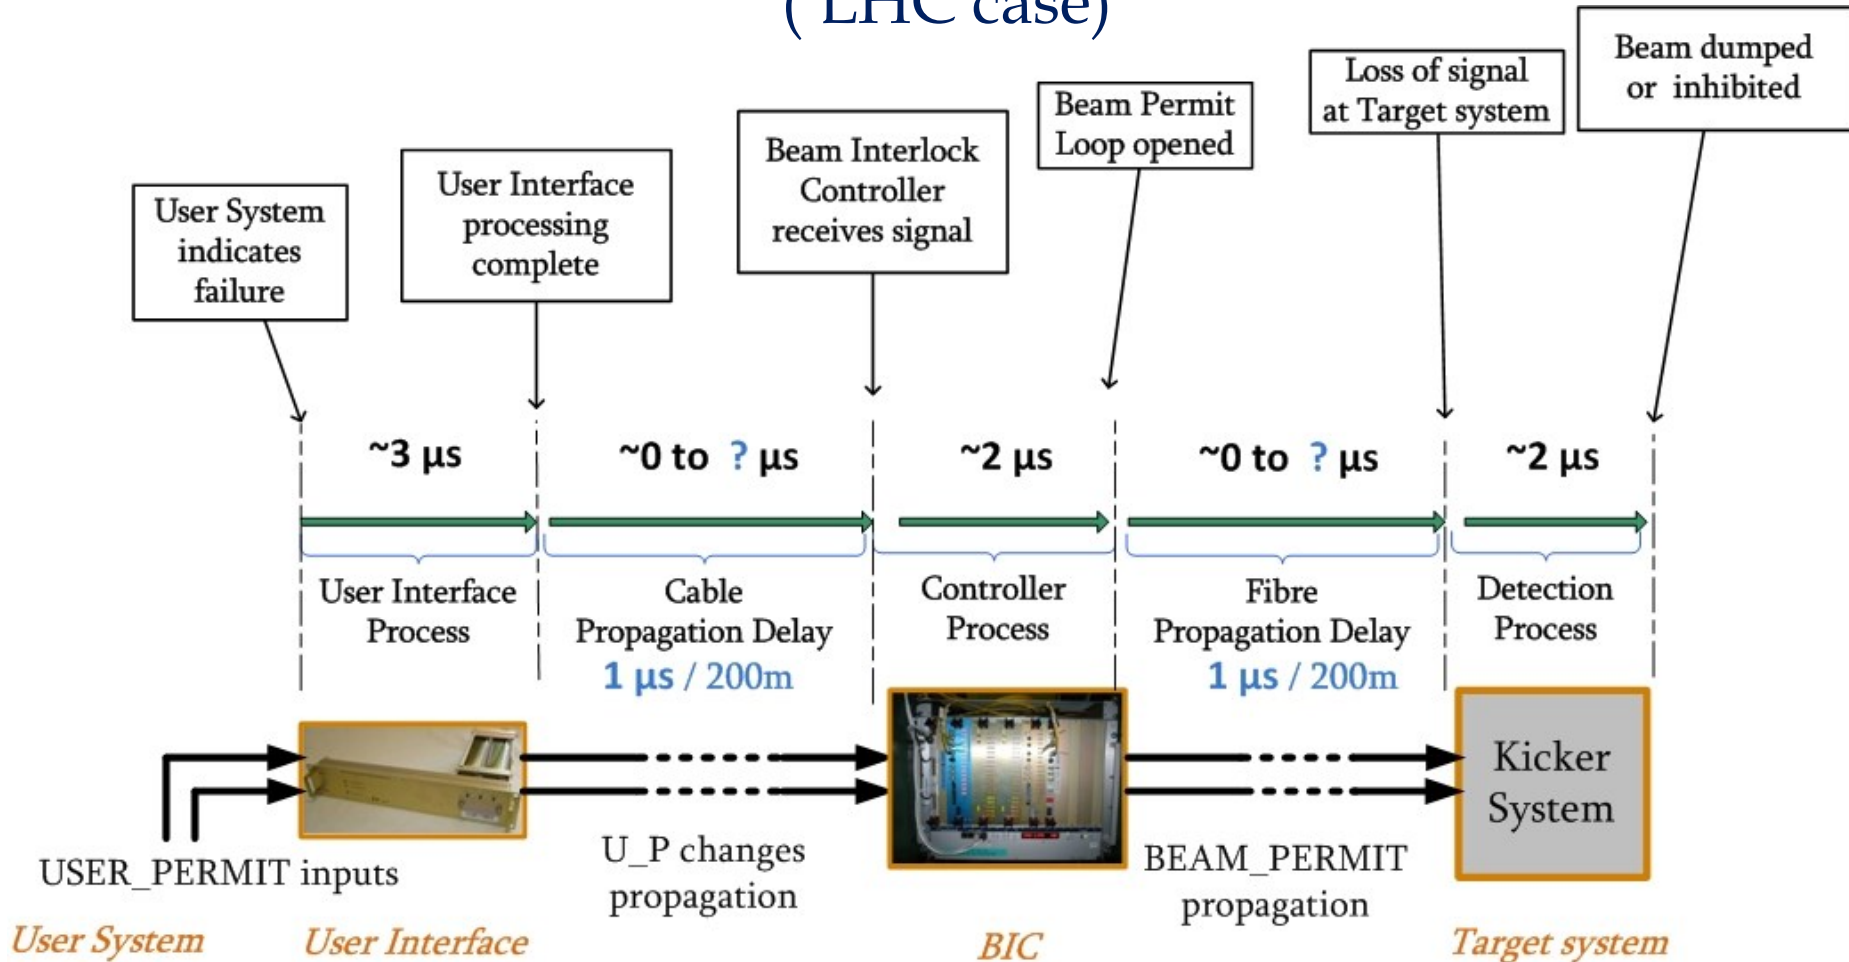 ( LHC case)
Beam dumped
or inhibited
Loss of signal
at Target system
Beam Permit
Loop opened
Beam Interlock
Controller
receives signal
User Interface
processing
complete
User System
indicates
failure
~3 µs
~0 to ? µs
~2 µs
~0 to ? µs
~2 µs
User Interface
Process
Cable
Propagation Delay
1 µs / 200m
Controller
Process
Fibre
Propagation Delay
1 µs / 200m
Detection
Process
Kicker
System
USER_PERMIT inputs
U_P changes
propagation
BEAM_PERMIT
propagation
User System
User Interface
BIC
Target system